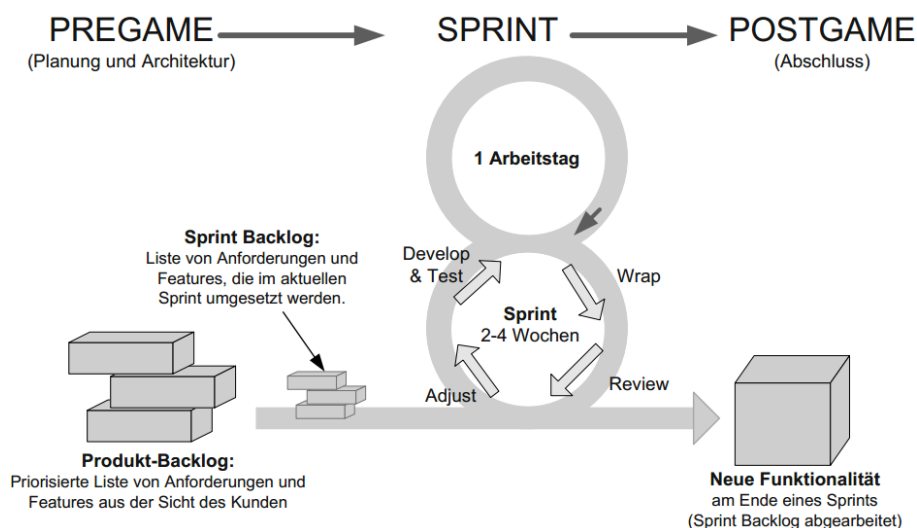 PREGAME
(Planung und Architektur)
SPRINT
POSTGAME
(Abschluss)
1 Arbeitstag
Sprint Backlog:
Liste von Anforderungen und
Features, die im aktuellen
Sprint umgesetzt werden.
Develop
& Test
Wrap
Sprint
2-4 Wochen
Adjust
Review
Produkt-Backlog:
Priorisierte Liste von Anforderungen und
Features aus der Sicht des Kunden
Neue Funktionalität
am Ende eines Sprints
(Sprint Backlog abgearbeitet)